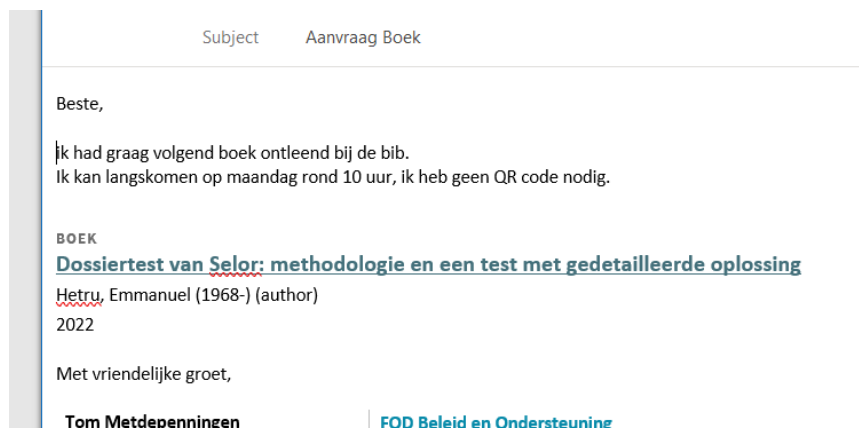 Subject Aanvraag Boek
Beste,
ik had graag volgend boek ontleend bij de bib.
Ik kan langskomen op maandag rond 10 uur, ik heb geen QR code nodig.
BOEK
Dossiertest van Selor: methodologie en een test met gedetailleerde oplossing
Hetru, Emmanuel (1968-) (author)
2022
Met vriendelijke groet,
Tom Metdepenningen FOD Beleid en Ondersteuning